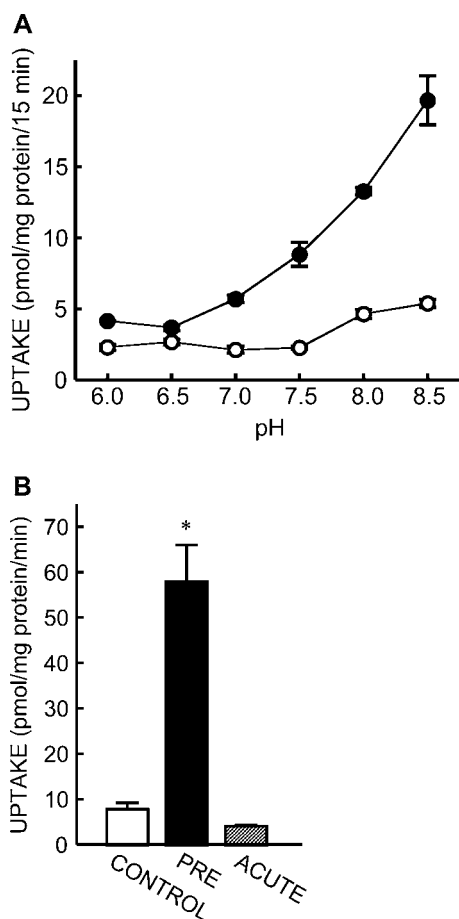 A
UPTAKE (pmol/mg protein/15 min)
20
15
10
5
0
6.0 6.5 7.0 7.5 8.0 8.5
pH
B
UPTAKE (pmol/mg protein/min)
70
*
60
50
40
30
20
10
0
CONTROL PRE ACUTE